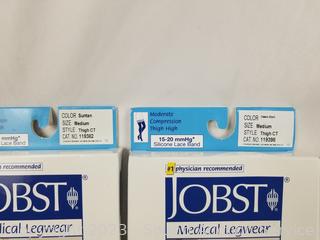 mmHg*
Lace Band
COLOR Suntan
SIZE Medium
STYLE Thigh CT
CAT. NO. 119382
Moderate
Compression
Thigh High
15-20 mmHg*
Silicone Lace Band
COLOR
SIZE Medium
STYLE Thigh CT
CAT. NO. 119390
physician recommended
JOBST
Medical Legwear
#1 physician recommended
JOBST
Medical Legwear